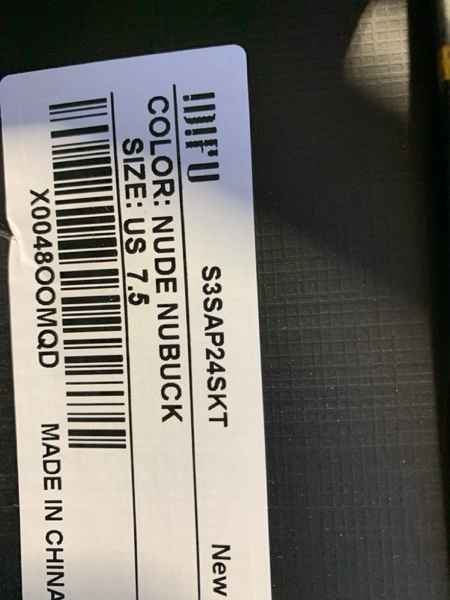 IDIFU S3SAP24SKT New
COLOR: NUDE NUBUCK
SIZE: US 7.5
X0048OOMQD MADE IN CHINA